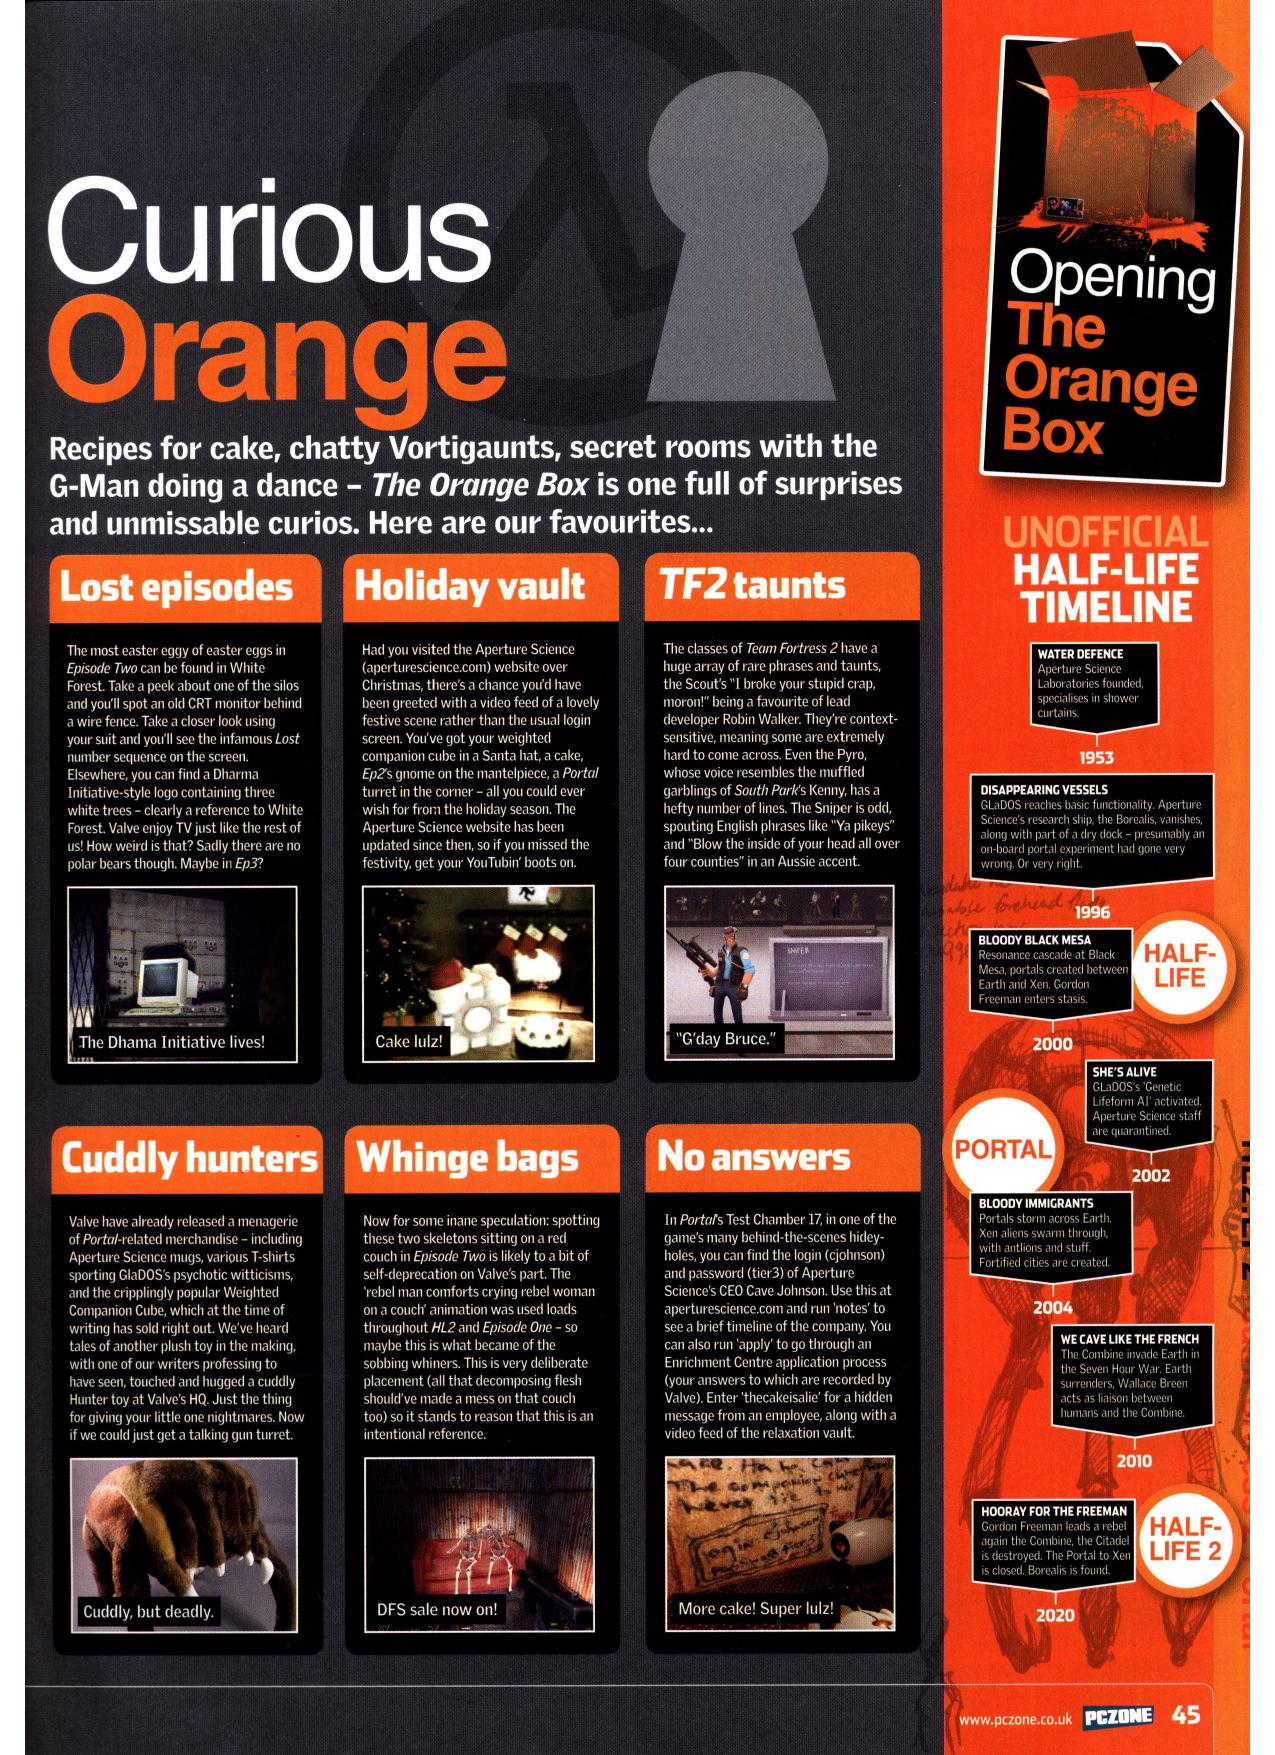 Curious
Orange
Recipes for cake, chatty Vortigaunts, secret rooms with the
G-Man doing a dance – The Orange Box is one full of surprises
and unmissable curios. Here are our favourites...
Lost episodes
The most easter eggy of easter eggs in
Episode Two can be found in White
Forest. Take a peek about one of the silos
and you'll spot an old CRT monitor behind
a wire fence. Take a closer look using
your suit and you'll see the infamous Lost
number sequence on the screen.
Elsewhere, you can find a Dharma
Initiative-style logo containing three
white trees – clearly a reference to White
Forest. Valve enjoy TV just like the rest of
us! How weird is that? Sadly there are no
polar bears though. Maybe in Ep3?
The Dhama Initiative lives!
Holiday vault
Had you visited the Aperture Science
(aperturescience.com) website over
Christmas, there's a chance you'd have
been greeted with a video feed of a lovely
festive scene rather than the usual login
screen. You've got your weighted
companion cube in a Santa hat, a cake,
Ep2's gnome on the mantelpiece, a Portal
turret in the corner – all you could ever
wish for from the holiday season. The
Aperture Science website has been
updated since then, so if you missed the
festivity, get your YouTubin' boots on.
Cake lulz!
TF2 taunts
The classes of Team Fortress 2 have a
huge array of rare phrases and taunts,
the Scout's "I broke your stupid crap,
moron!" being a favourite of lead
developer Robin Walker. They're context-
sensitive, meaning some are extremely
hard to come across. Even the Pyro,
whose voice resembles the muffled
garblings of South Park's Kenny, has a
hefty number of lines. The Sniper is odd,
spouting English phrases like "Ya pikeys"
and "Blow the inside of your head all over
four counties" in an Aussie accent.
SNIPER
"G'day Bruce."
Cuddly hunters
Valve have already released a menagerie
of Portal-related merchandise – including
Aperture Science mugs, various T-shirts
sporting GlaDOS's psychotic witticisms,
and the cripplingly popular Weighted
Companion Cube, which at the time of
writing has sold right out. We've heard
tales of another plush toy in the making,
with one of our writers professing to
have seen, touched and hugged a cuddly
Hunter toy at Valve's HQ. Just the thing
for giving your little one nightmares. Now
if we could just get a talking gun turret.
Cuddly, but deadly.
Whinge bags
Now for some inane speculation: spotting
these two skeletons sitting on a red
couch in Episode Two is likely to a bit of
self-deprecation on Valve's part. The
'rebel man comforts crying rebel woman
on a couch' animation was used loads
throughout HL2 and Episode One – so
maybe this is what became of the
sobbing whiners. This is very deliberate
placement (all that decomposing flesh
should've made a mess on that couch
too) so it stands to reason that this is an
intentional reference.
DFS sale now on!
No answers
In Portal's Test Chamber 17, in one of the
game's many behind-the-scenes hidey-
holes, you can find the login (cjohnson)
and password (tier3) of Aperture
Science's CEO Cave Johnson. Use this at
aperturescience.com and run 'notes' to
see a brief timeline of the company. You
can also run 'apply' to go through an
Enrichment Centre application process
(your answers to which are recorded by
Valve). Enter 'thecakeisalie' for a hidden
message from an employee, along with a
video feed of the relaxation vault.
More cake! Super lulz!
Opening
The
Orange
Box
UNOFFICIAL
HALF-LIFE
TIMELINE
WATER DEFENCE
Aperture Science
Laboratories founded,
specialises in shower
curtains.
1953
DISAPPEARING VESSELS
GLaDOS reaches basic functionality. Aperture
Science's research ship, the Borealis, vanishes,
along with part of a dry dock – presumably an
on-board portal experiment had gone very
wrong. Or very right.
1996
BLOODY BLACK MESA
Resonance cascade at Black
Mesa, portals created between
Earth and Xen. Gordon
Freeman enters stasis.
HALF-
LIFE
2000
SHE'S ALIVE
GLaDOS's 'Genetic
Lifeform AI' activated.
Aperture Science staff
are quarantined.
PORTAL
2002
BLOODY IMMIGRANTS
Portals storm across Earth.
Xen aliens swarm through,
with antlions and stuff.
Fortified cities are created.
2004
WE CAVE LIKE THE FRENCH
The Combine invade Earth in
the Seven Hour War. Earth
surrenders, Wallace Breen
acts as liaison between
humans and the Combine.
2010
HOORAY FOR THE FREEMAN
Gordon Freeman leads a rebel
again the Combine, the Citadel
is destroyed. The Portal to Xen
is closed. Borealis is found.
HALF-
LIFE 2
2020
www.pczone.co.uk PCZONE 45